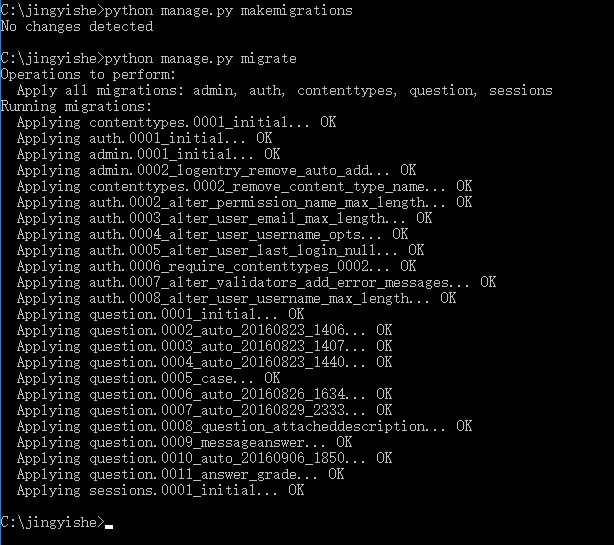 C:\jingyishe>python manage.py makemigrations
No changes detected
C:\jingyishe>python manage.py migrate
Operations to perform:
  Apply all migrations: admin, auth, contenttypes, question, sessions
Running migrations:
  Applying contenttypes.0001_initial... OK
  Applying auth.0001_initial... OK
  Applying admin.0001_initial... OK
  Applying admin.0002_logentry_remove_auto_add... OK
  Applying contenttypes.0002_remove_content_type_name... OK
  Applying auth.0002_alter_permission_name_max_length... OK
  Applying auth.0003_alter_user_email_max_length... OK
  Applying auth.0004_alter_user_username_opts... OK
  Applying auth.0005_alter_user_last_login_null... OK
  Applying auth.0006_require_contenttypes_0002... OK
  Applying auth.0007_alter_validators_add_error_messages... OK
  Applying auth.0008_alter_user_username_max_length... OK
  Applying question.0001_initial... OK
  Applying question.0002_auto_20160823_1406... OK
  Applying question.0003_auto_20160823_1407... OK
  Applying question.0004_auto_20160823_1440... OK
  Applying question.0005_case... OK
  Applying question.0006_auto_20160826_1634... OK
  Applying question.0007_auto_20160829_2333... OK
  Applying question.0008_question_attacheddescription... OK
  Applying question.0009_messageanswer... OK
  Applying question.0010_auto_20160906_1850... OK
  Applying question.0011_answer_grade... OK
  Applying sessions.0001_initial... OK
C:\jingyishe>